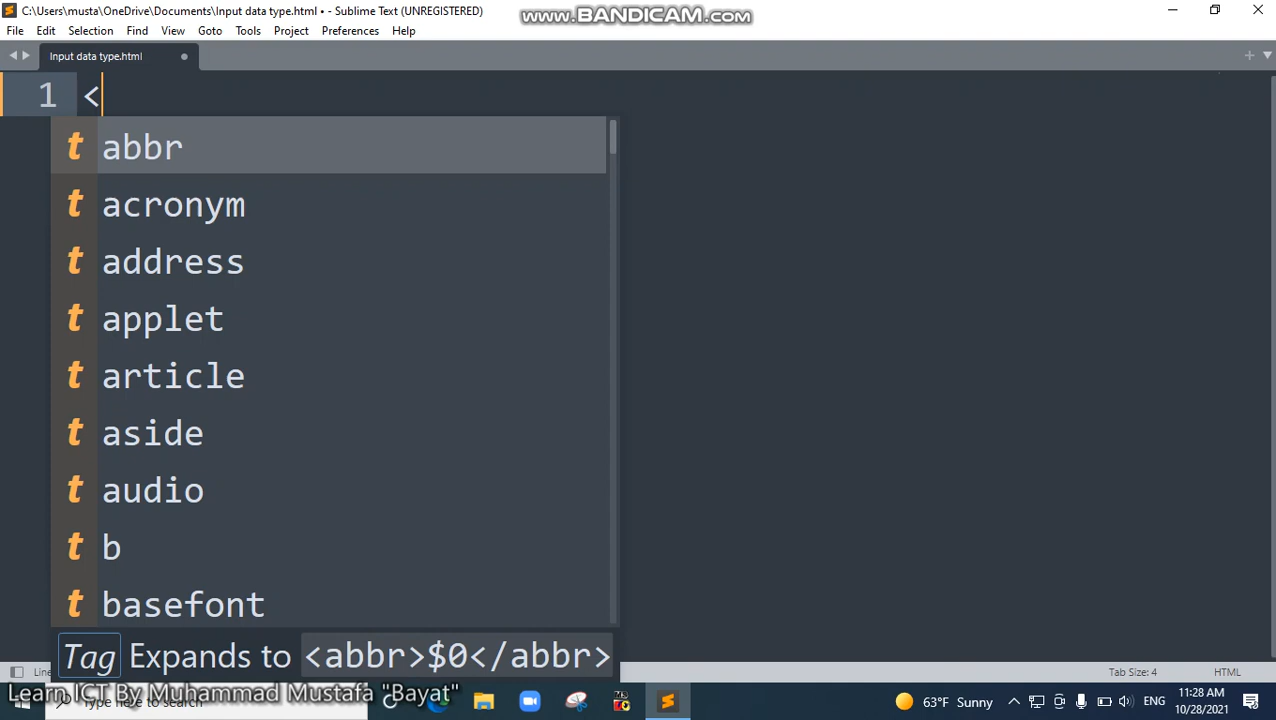 C:\Users\musta\OneDrive\Documents\Input data type.html • - Sublime Text (UNREGISTERED)
www.BANDICAM.com
File Edit Selection Find View Goto Tools Project Preferences Help
Input data type.html
1 <
t abbr
t acronym
t address
t applet
t article
t aside
t audio
t b
t basefont
Tag Expands to <abbr>$0</abbr>
Tab Size: 4 HTML
Learn ICT By Muhammad Mustafa "Bayat"
Type here to search
63°F Sunny ENG 11:28 AM
10/28/2021